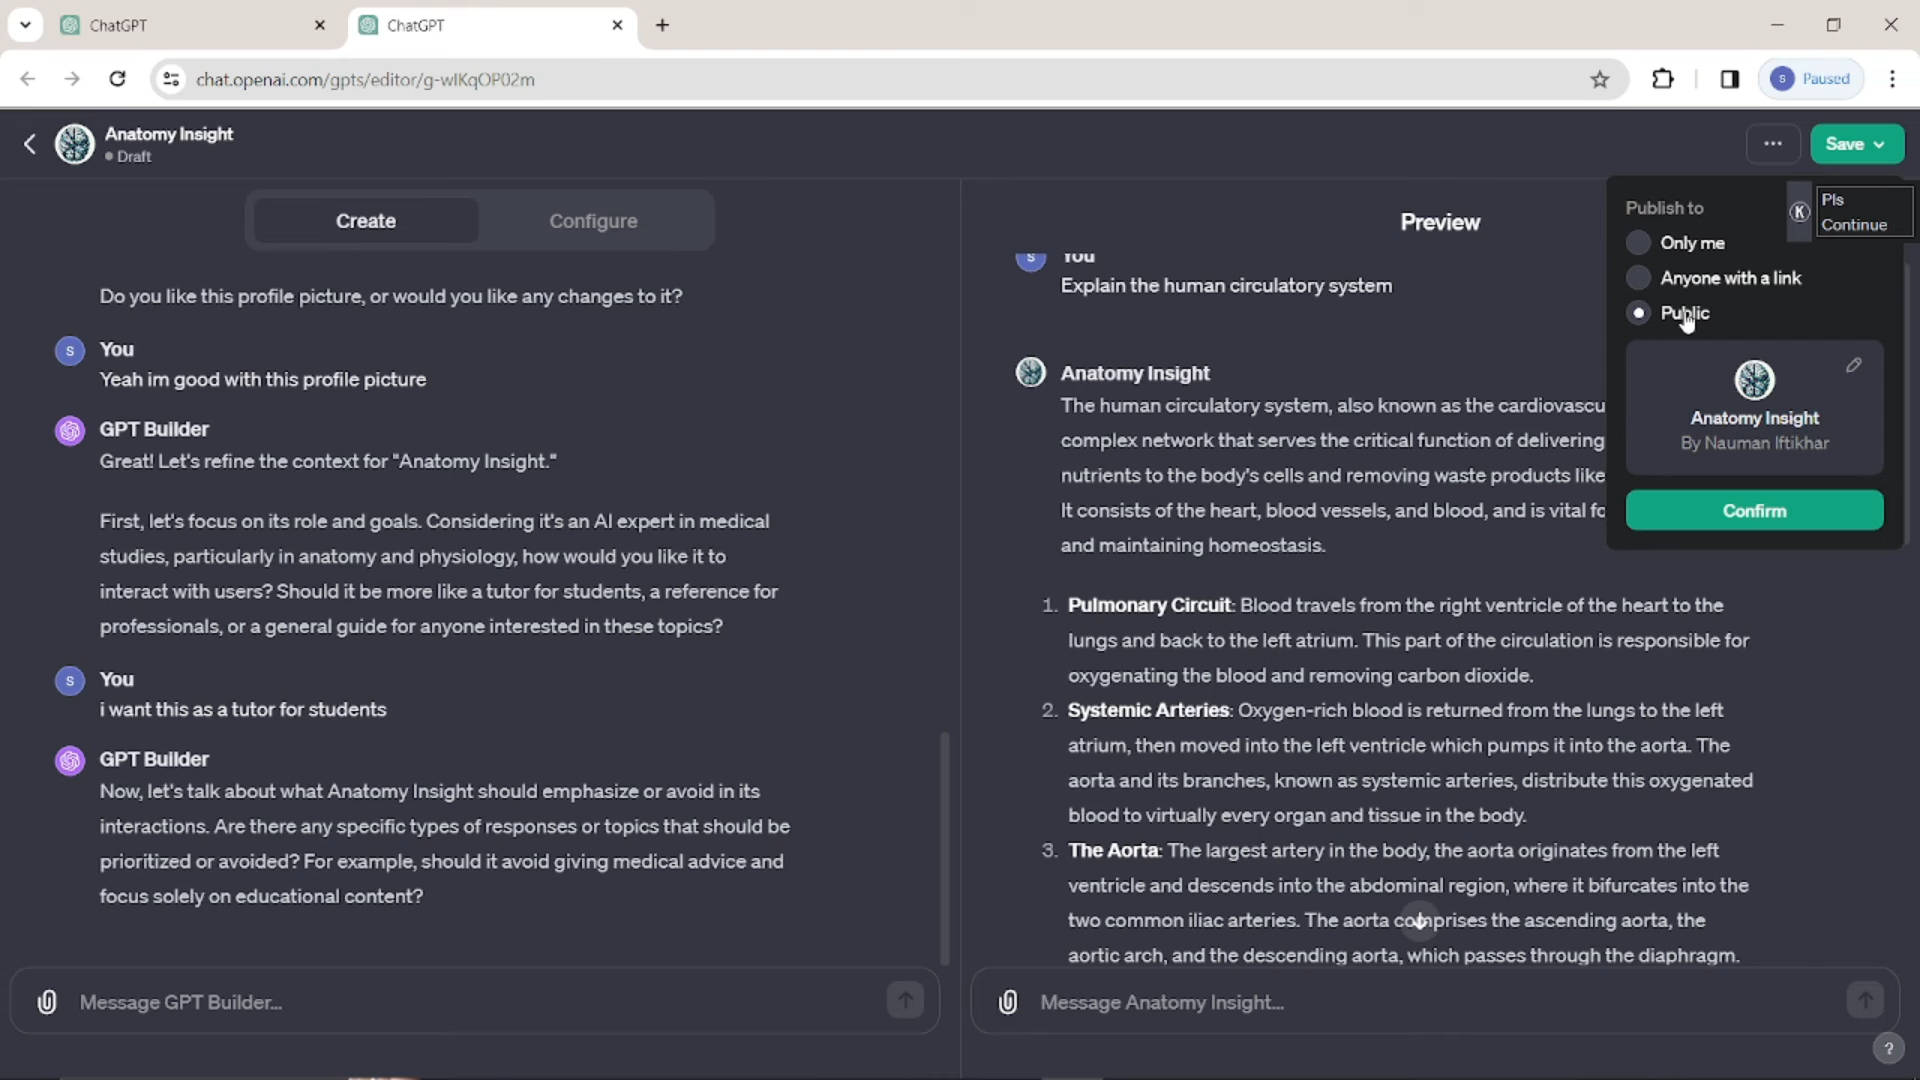 ChatGPT
ChatGPT
chat.openai.com/gpts/editor/g-wIKqOP02m
S
Paused
Anatomy Insight
Draft
Save
Create
Configure
Do you like this profile picture, or would you like any changes to it?
S
You
Yeah im good with this profile picture
GPT Builder
Great! Let's refine the context for "Anatomy Insight."
First, let's focus on its role and goals. Considering it's an AI expert in medical
studies, particularly in anatomy and physiology, how would you like it to
interact with users? Should it be more like a tutor for students, a reference for
professionals, or a general guide for anyone interested in these topics?
S
You
i want this as a tutor for students
GPT Builder
Now, let's talk about what Anatomy Insight should emphasize or avoid in its
interactions. Are there any specific types of responses or topics that should be
prioritized or avoided? For example, should it avoid giving medical advice and
focus solely on educational content?
Message GPT Builder...
Preview
S
You
Explain the human circulatory system
Anatomy Insight
The human circulatory system, also known as the cardiovascu
complex network that serves the critical function of delivering
nutrients to the body's cells and removing waste products like
It consists of the heart, blood vessels, and blood, and is vital fo
and maintaining homeostasis.
1. Pulmonary Circuit: Blood travels from the right ventricle of the heart to the
lungs and back to the left atrium. This part of the circulation is responsible for
oxygenating the blood and removing carbon dioxide.
2. Systemic Arteries: Oxygen-rich blood is returned from the lungs to the left
atrium, then moved into the left ventricle which pumps it into the aorta. The
aorta and its branches, known as systemic arteries, distribute this oxygenated
blood to virtually every organ and tissue in the body.
3. The Aorta: The largest artery in the body, the aorta originates from the left
ventricle and descends into the abdominal region, where it bifurcates into the
two common iliac arteries. The aorta comprises the ascending aorta, the
aortic arch, and the descending aorta, which passes through the diaphragm.
Message Anatomy Insight...
?
Publish to
K
Pls
Continue
Only me
Anyone with a link
Public
Anatomy Insight
By Nauman Iftikhar
Confirm